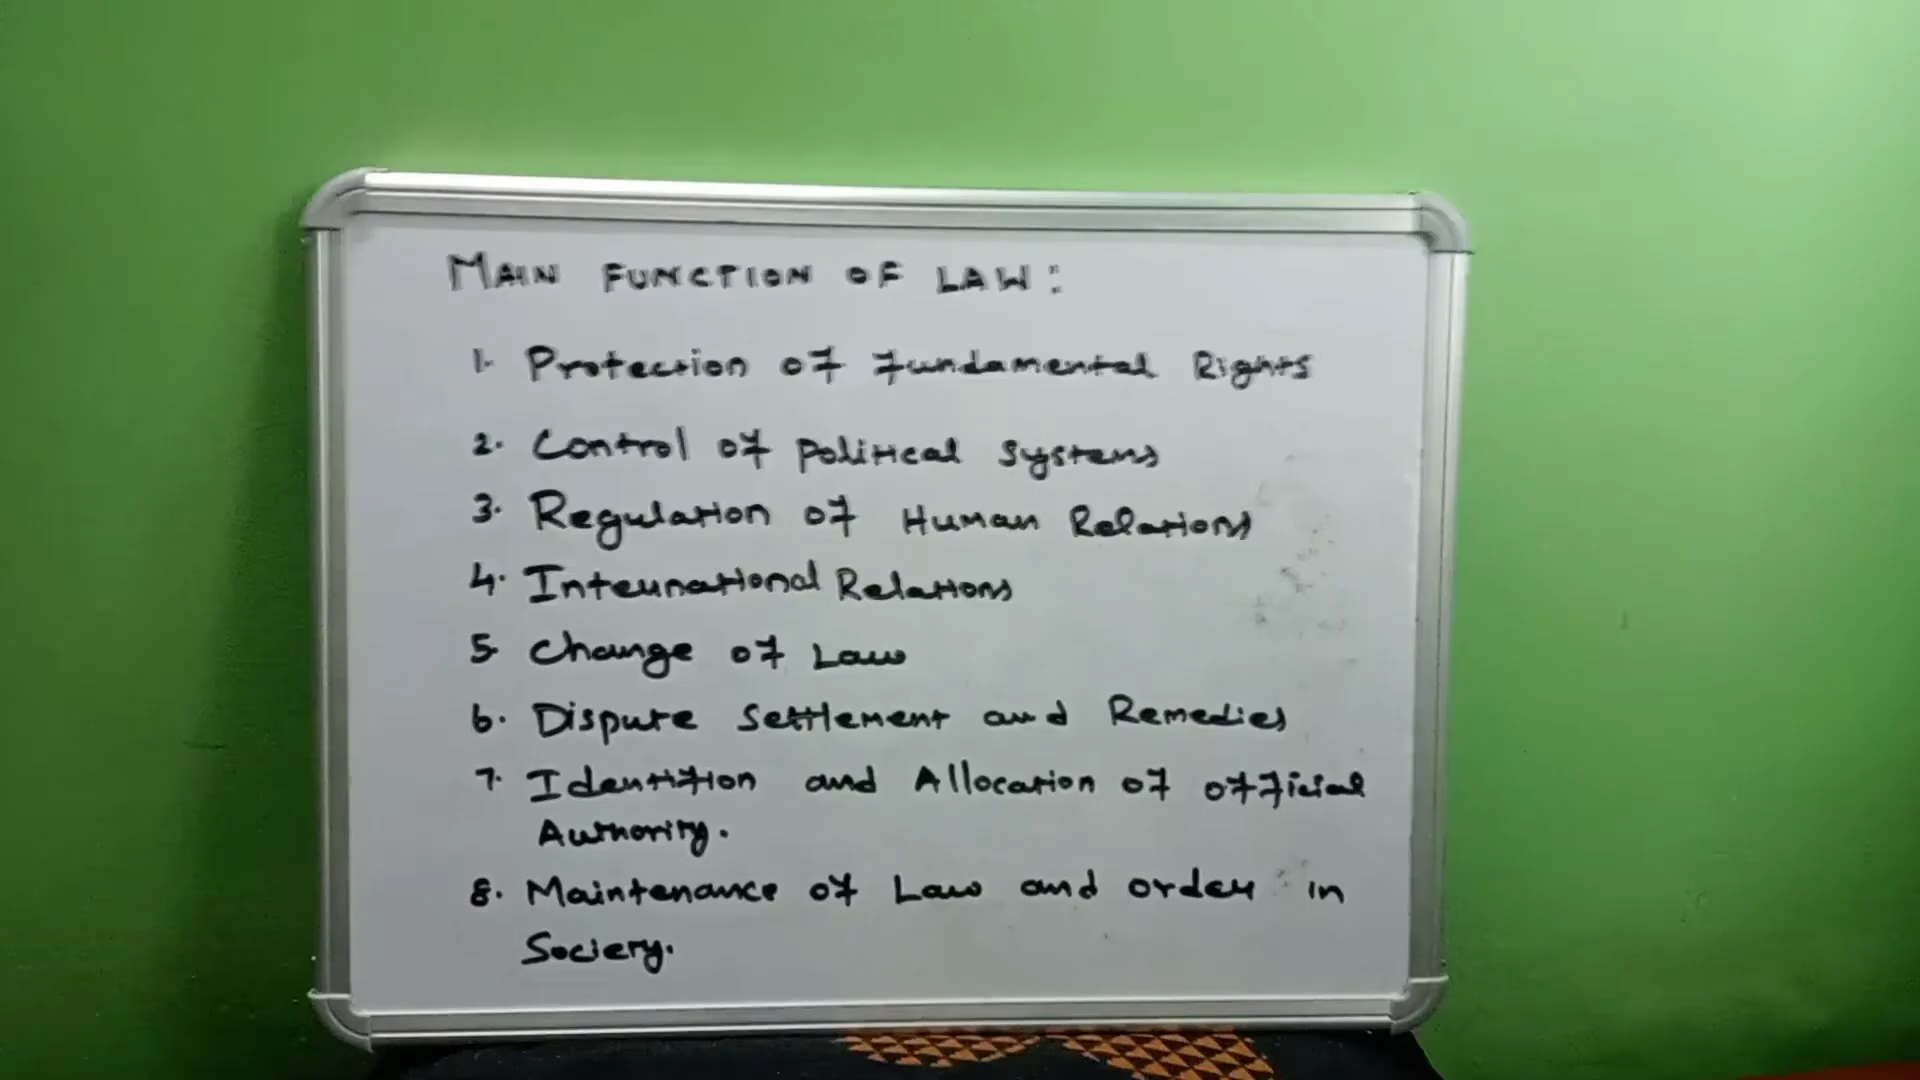 MAIN FUNCTION OF LAW:
1. Protection of fundamental Rights
2. Control of political systems
3. Regulation of Human Relations
4. International Relations
5. change of Law
6. Dispute settlement and Remedies
7. Identifion and Allocation of official
Authority.
8. Maintenance of Law and order in
Society.